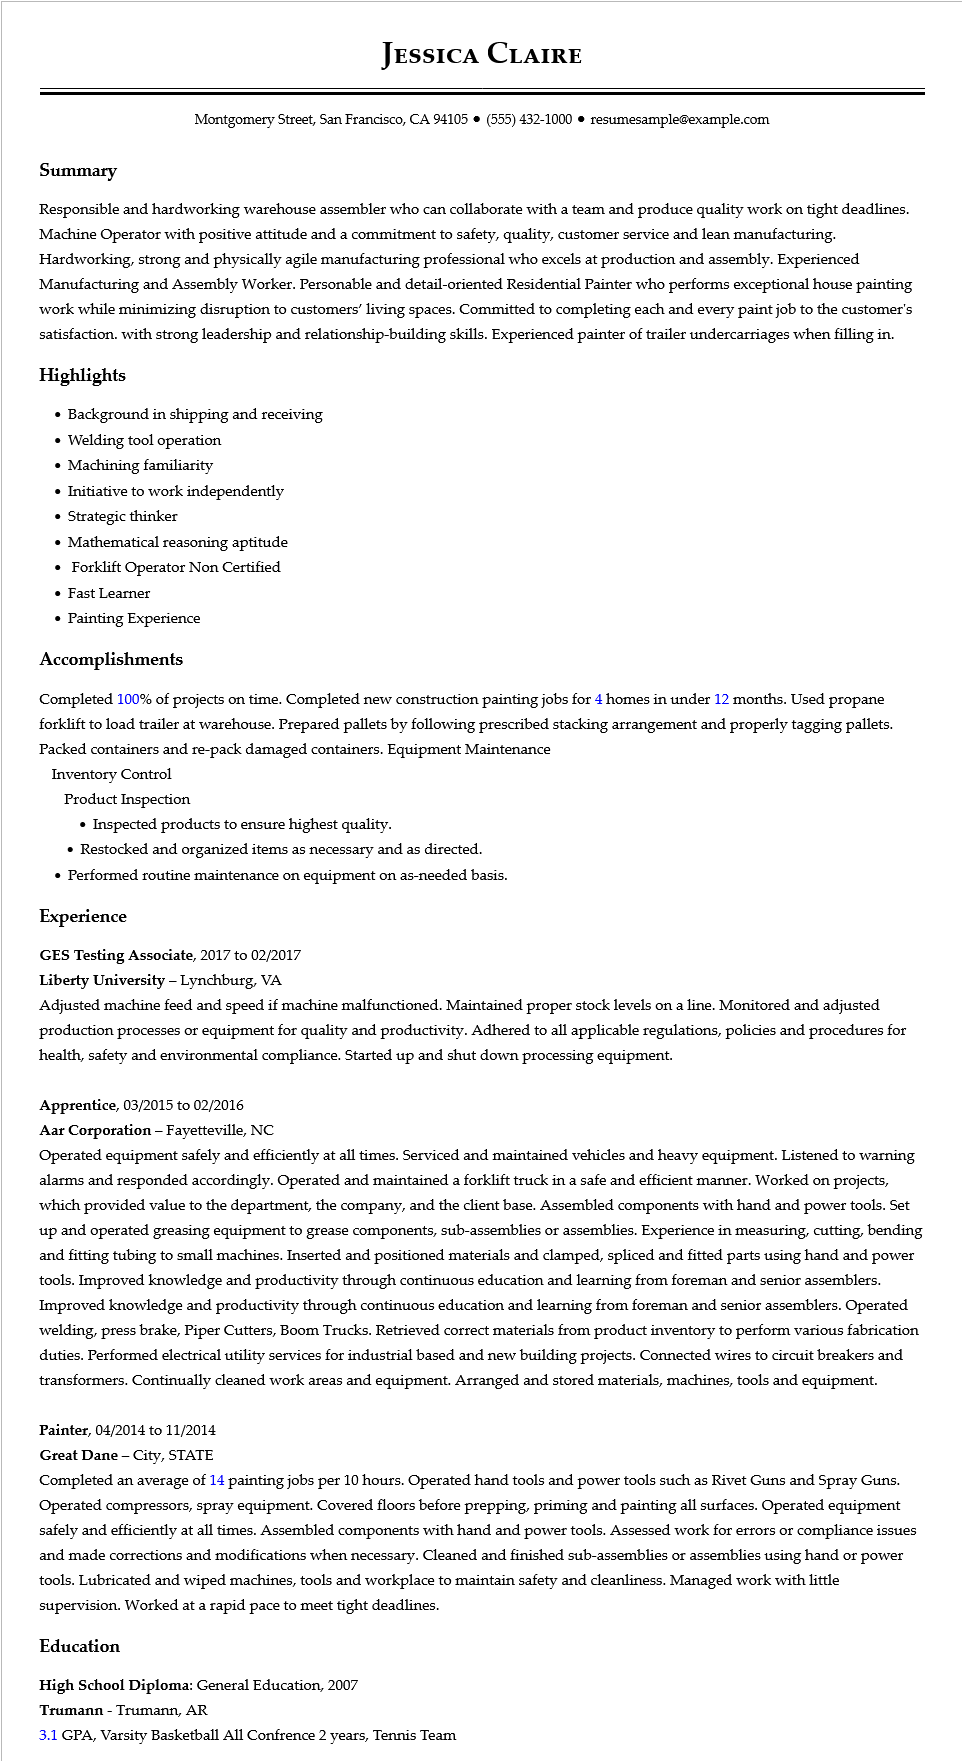 Jessica Claire
Montgomery Street, San Francisco, CA 94105 ● (555) 432-1000 ● resumesample@example.com
Summary
Responsible and hardworking warehouse assembler who can collaborate with a team and produce quality work on tight deadlines.
Machine Operator with positive attitude and a commitment to safety, quality, customer service and lean manufacturing.
Hardworking, strong and physically agile manufacturing professional who excels at production and assembly. Experienced
Manufacturing and Assembly Worker. Personable and detail-oriented Residential Painter who performs exceptional house painting
work while minimizing disruption to customers’ living spaces. Committed to completing each and every paint job to the customer's
satisfaction. with strong leadership and relationship-building skills. Experienced painter of trailer undercarriages when filling in.
Highlights
• Background in shipping and receiving
• Welding tool operation
• Machining familiarity
• Initiative to work independently
• Strategic thinker
• Mathematical reasoning aptitude
• Forklift Operator Non Certified
• Fast Learner
• Painting Experience
Accomplishments
Completed 100% of projects on time. Completed new construction painting jobs for 4 homes in under 12 months. Used propane
forklift to load trailer at warehouse. Prepared pallets by following prescribed stacking arrangement and properly tagging pallets.
Packed containers and re-pack damaged containers. Equipment Maintenance
Inventory Control
Product Inspection
• Inspected products to ensure highest quality.
• Restocked and organized items as necessary and as directed.
• Performed routine maintenance on equipment on as-needed basis.
Experience
GES Testing Associate, 2017 to 02/2017
Liberty University – Lynchburg, VA
Adjusted machine feed and speed if machine malfunctioned. Maintained proper stock levels on a line. Monitored and adjusted
production processes or equipment for quality and productivity. Adhered to all applicable regulations, policies and procedures for
health, safety and environmental compliance. Started up and shut down processing equipment.
Apprentice, 03/2015 to 02/2016
Aar Corporation – Fayetteville, NC
Operated equipment safely and efficiently at all times. Serviced and maintained vehicles and heavy equipment. Listened to warning
alarms and responded accordingly. Operated and maintained a forklift truck in a safe and efficient manner. Worked on projects,
which provided value to the department, the company, and the client base. Assembled components with hand and power tools. Set
up and operated greasing equipment to grease components, sub-assemblies or assemblies. Experience in measuring, cutting, bending
and fitting tubing to small machines. Inserted and positioned materials and clamped, spliced and fitted parts using hand and power
tools. Improved knowledge and productivity through continuous education and learning from foreman and senior assemblers.
Improved knowledge and productivity through continuous education and learning from foreman and senior assemblers. Operated
welding, press brake, Piper Cutters, Boom Trucks. Retrieved correct materials from product inventory to perform various fabrication
duties. Performed electrical utility services for industrial based and new building projects. Connected wires to circuit breakers and
transformers. Continually cleaned work areas and equipment. Arranged and stored materials, machines, tools and equipment.
Painter, 04/2014 to 11/2014
Great Dane – City, STATE
Completed an average of 14 painting jobs per 10 hours. Operated hand tools and power tools such as Rivet Guns and Spray Guns.
Operated compressors, spray equipment. Covered floors before prepping, priming and painting all surfaces. Operated equipment
safely and efficiently at all times. Assembled components with hand and power tools. Assessed work for errors or compliance issues
and made corrections and modifications when necessary. Cleaned and finished sub-assemblies or assemblies using hand or power
tools. Lubricated and wiped machines, tools and workplace to maintain safety and cleanliness. Managed work with little
supervision. Worked at a rapid pace to meet tight deadlines.
Education
High School Diploma: General Education, 2007
Trumann - Trumann, AR
3.1 GPA, Varsity Basketball All Confrence 2 years, Tennis Team